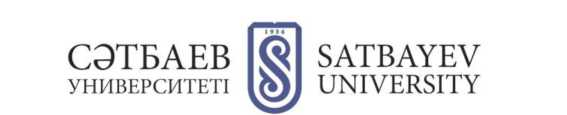 СӘТБАЕВ
УНИВЕРСИТЕТІ
1934
SATBAYEV
UNIVERSITY